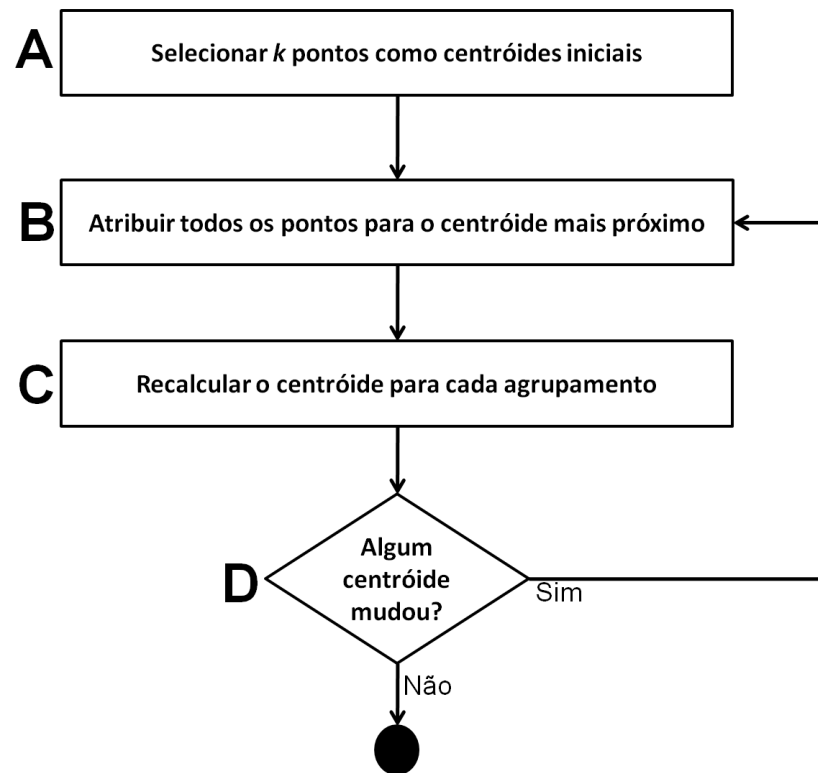 A
Selecionar k pontos como centróides iniciais
B
Atribuir todos os pontos para o centróide mais próximo
C
Recalcular o centróide para cada agrupamento
D
Algum
centróide
mudou?
Sim
Não